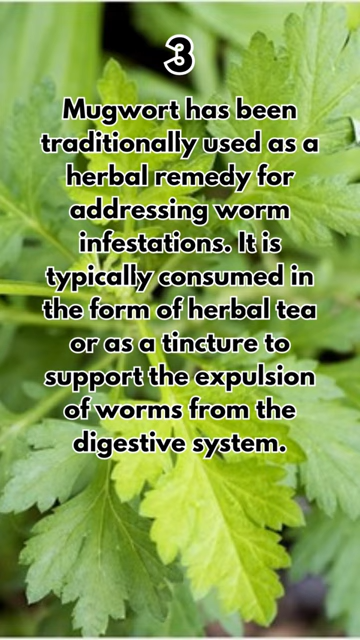 3
Mugwort has been
traditionally used as a
herbal remedy for
addressing worm
infestations. It is
typically consumed in
the form of herbal tea
or as a tincture to
support the expulsion
of worms from the
digestive system.